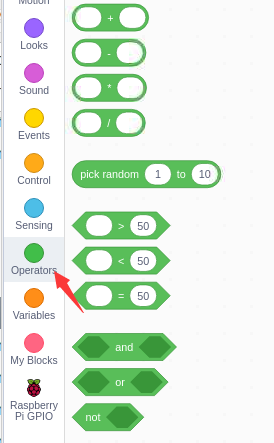 Motion
Looks
Sound
Events
Control
Sensing
Operators
Variables
My Blocks
Raspberry
Pi GPIO
+
-
*
/
pick random 1 to 10
> 50
< 50
= 50
and
or
not